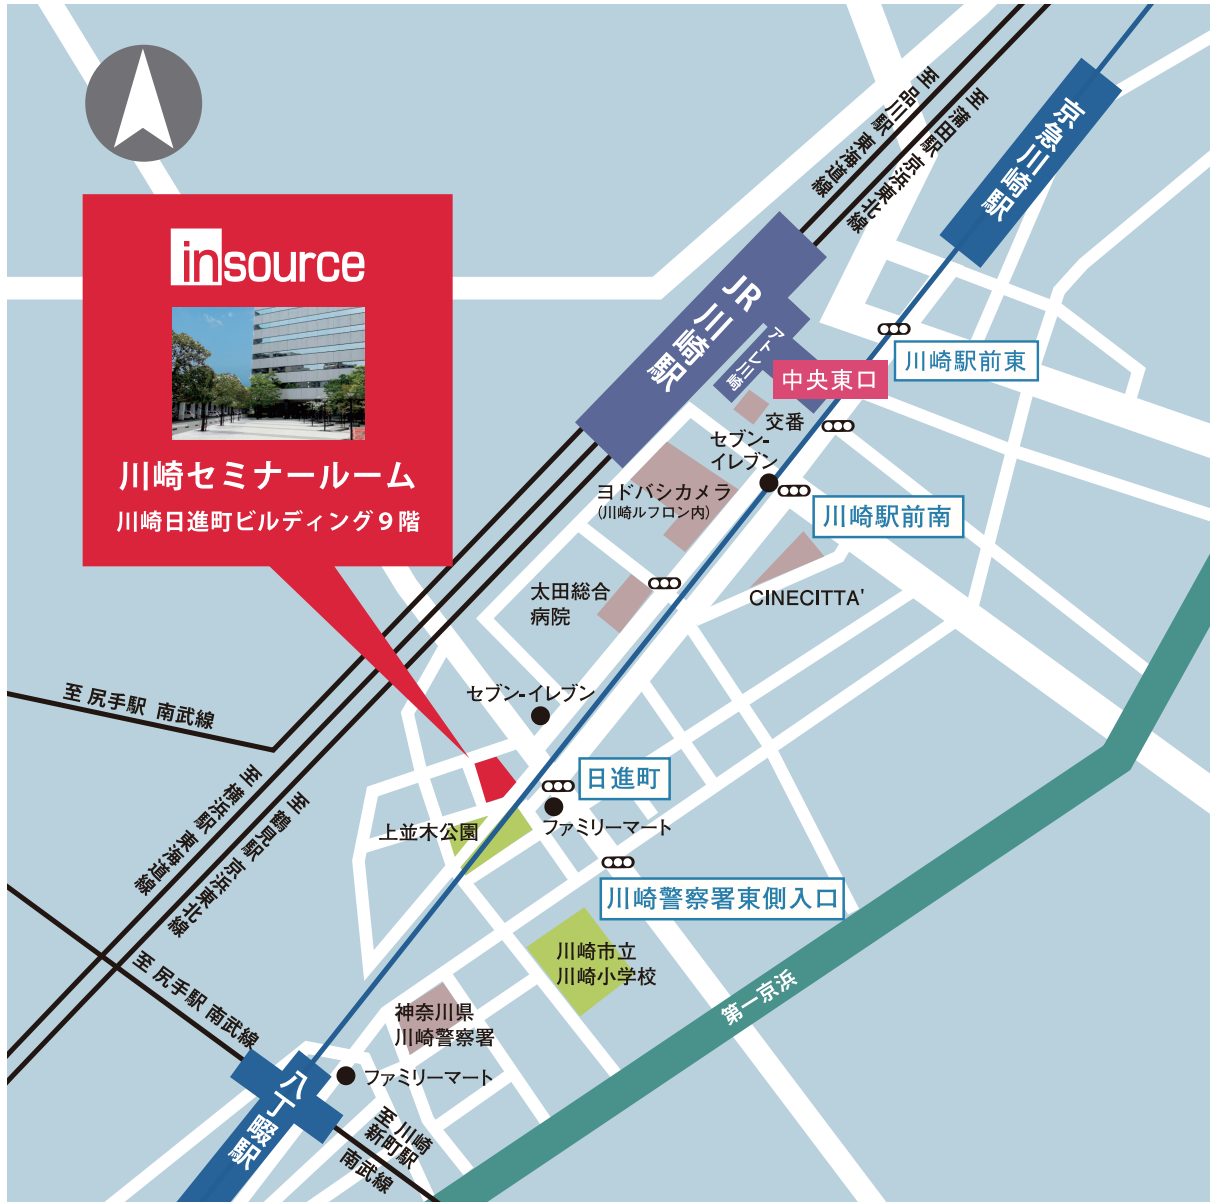 insource
川崎セミナールーム
川崎日進町ビルディング9階
至 品川駅 東海道線
至 蒲田駅 京浜東北線
京急川崎駅
JR 川崎駅
アトレ川崎
中央東口
川崎駅前東
交番
セブン-
イレブン
川崎駅前南
ヨドバシカメラ
(川崎ルフロン内)
太田総合
病院
CINECITTA'
セブン-イレブン
至 尻手駅 南武線
日進町
ファミリーマート
上並木公園
至 横浜駅 東海道線
至 鶴見駅 京浜東北線
川崎警察署東側入口
川崎市立
川崎小学校
至 尻手駅 南武線
第一京浜
神奈川県
川崎警察署
ファミリーマート
八丁畷駅
至 川崎
新町駅
南武線